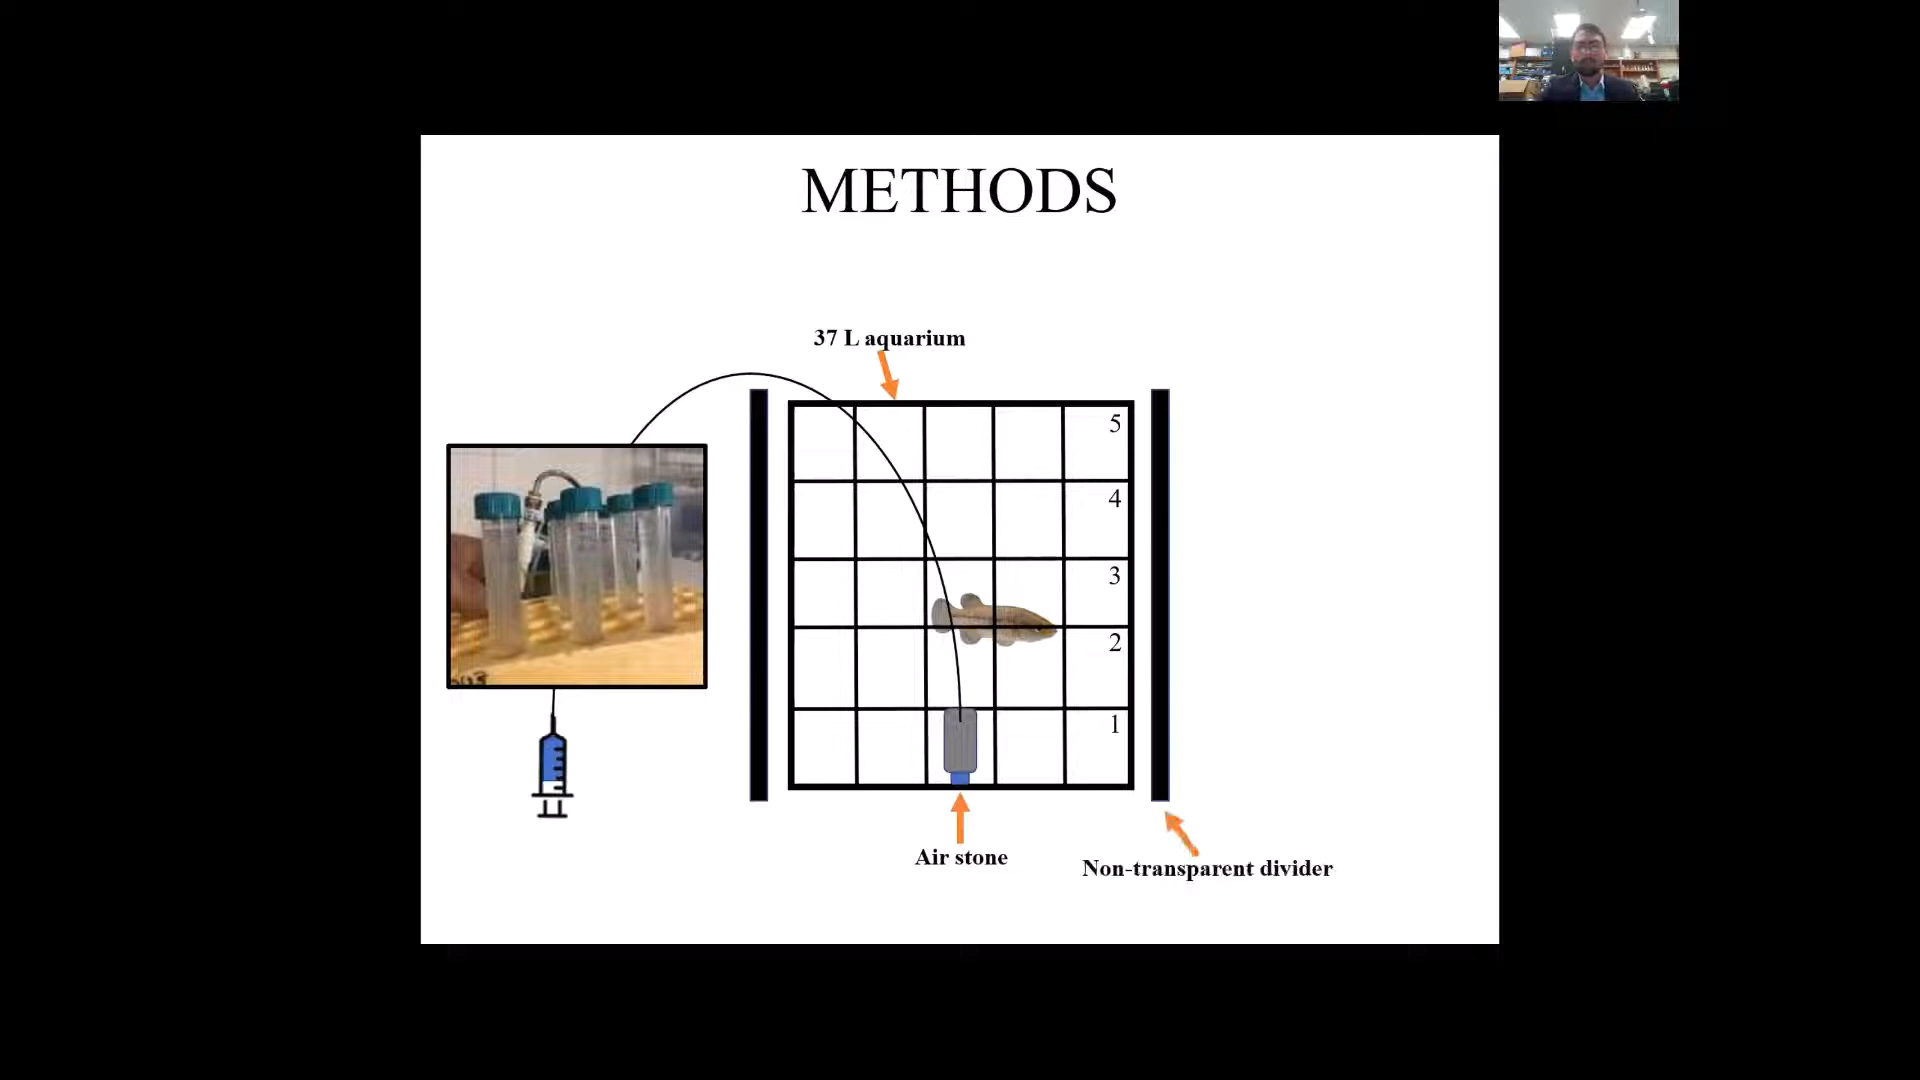 METHODS
37 L aquarium
5
4
3
2
1
Air stone
Non-transparent divider